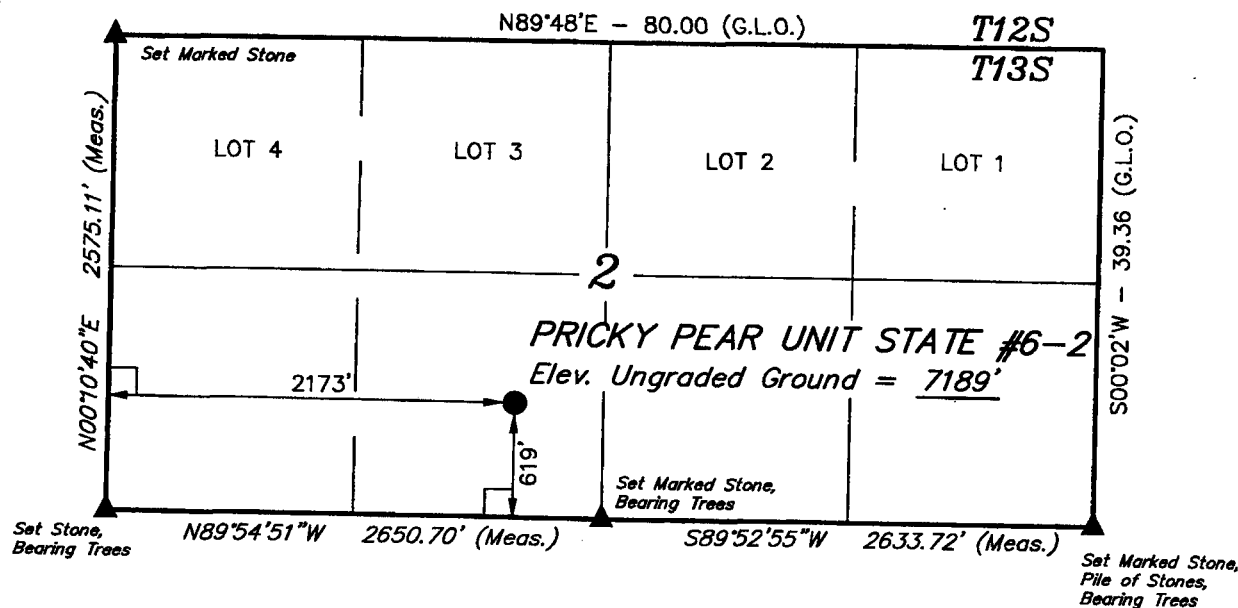 N89°48'E – 80.00 (G.L.O.)
T12S
T13S
Set Marked Stone
LOT 4
LOT 3
LOT 2
LOT 1
2575.11' (Meas.)
N00°10'40"E
S00°02'W – 39.36 (G.L.O.)
2
PRICKY PEAR UNIT STATE #6-2
Elev. Ungraded Ground = 7189'
2173'
619'
Set Marked Stone,
Bearing Trees
Set Stone,
Bearing Trees
N89°54'51"W 2650.70' (Meas.)
S89°52'55"W 2633.72' (Meas.)
Set Marked Stone,
Pile of Stones,
Bearing Trees